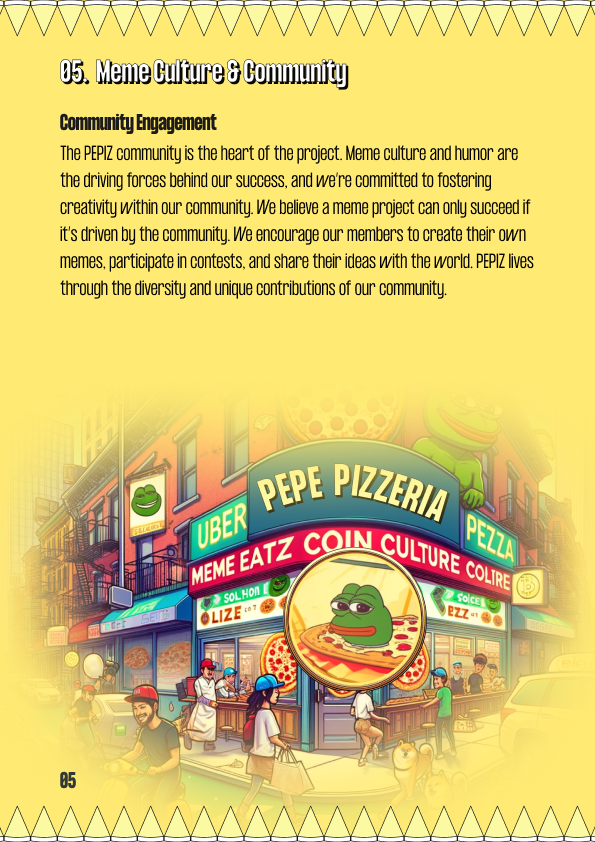 05. Meme Culture & Community
Community Engagement
The PEPIZ community is the heart of the project. Meme culture and humor are
the driving forces behind our success, and we're committed to fostering
creativity within our community. We believe a meme project can only succeed if
it's driven by the community. We encourage our members to create their own
memes, participate in contests, and share their ideas with the world. PEPIZ lives
through the diversity and unique contributions of our community.
PEPE PIZZERIA
UBER
PEZZA
MEME EATZ COIN CULTURE COLTRE
SOLHON
LIZE
EZZ
05